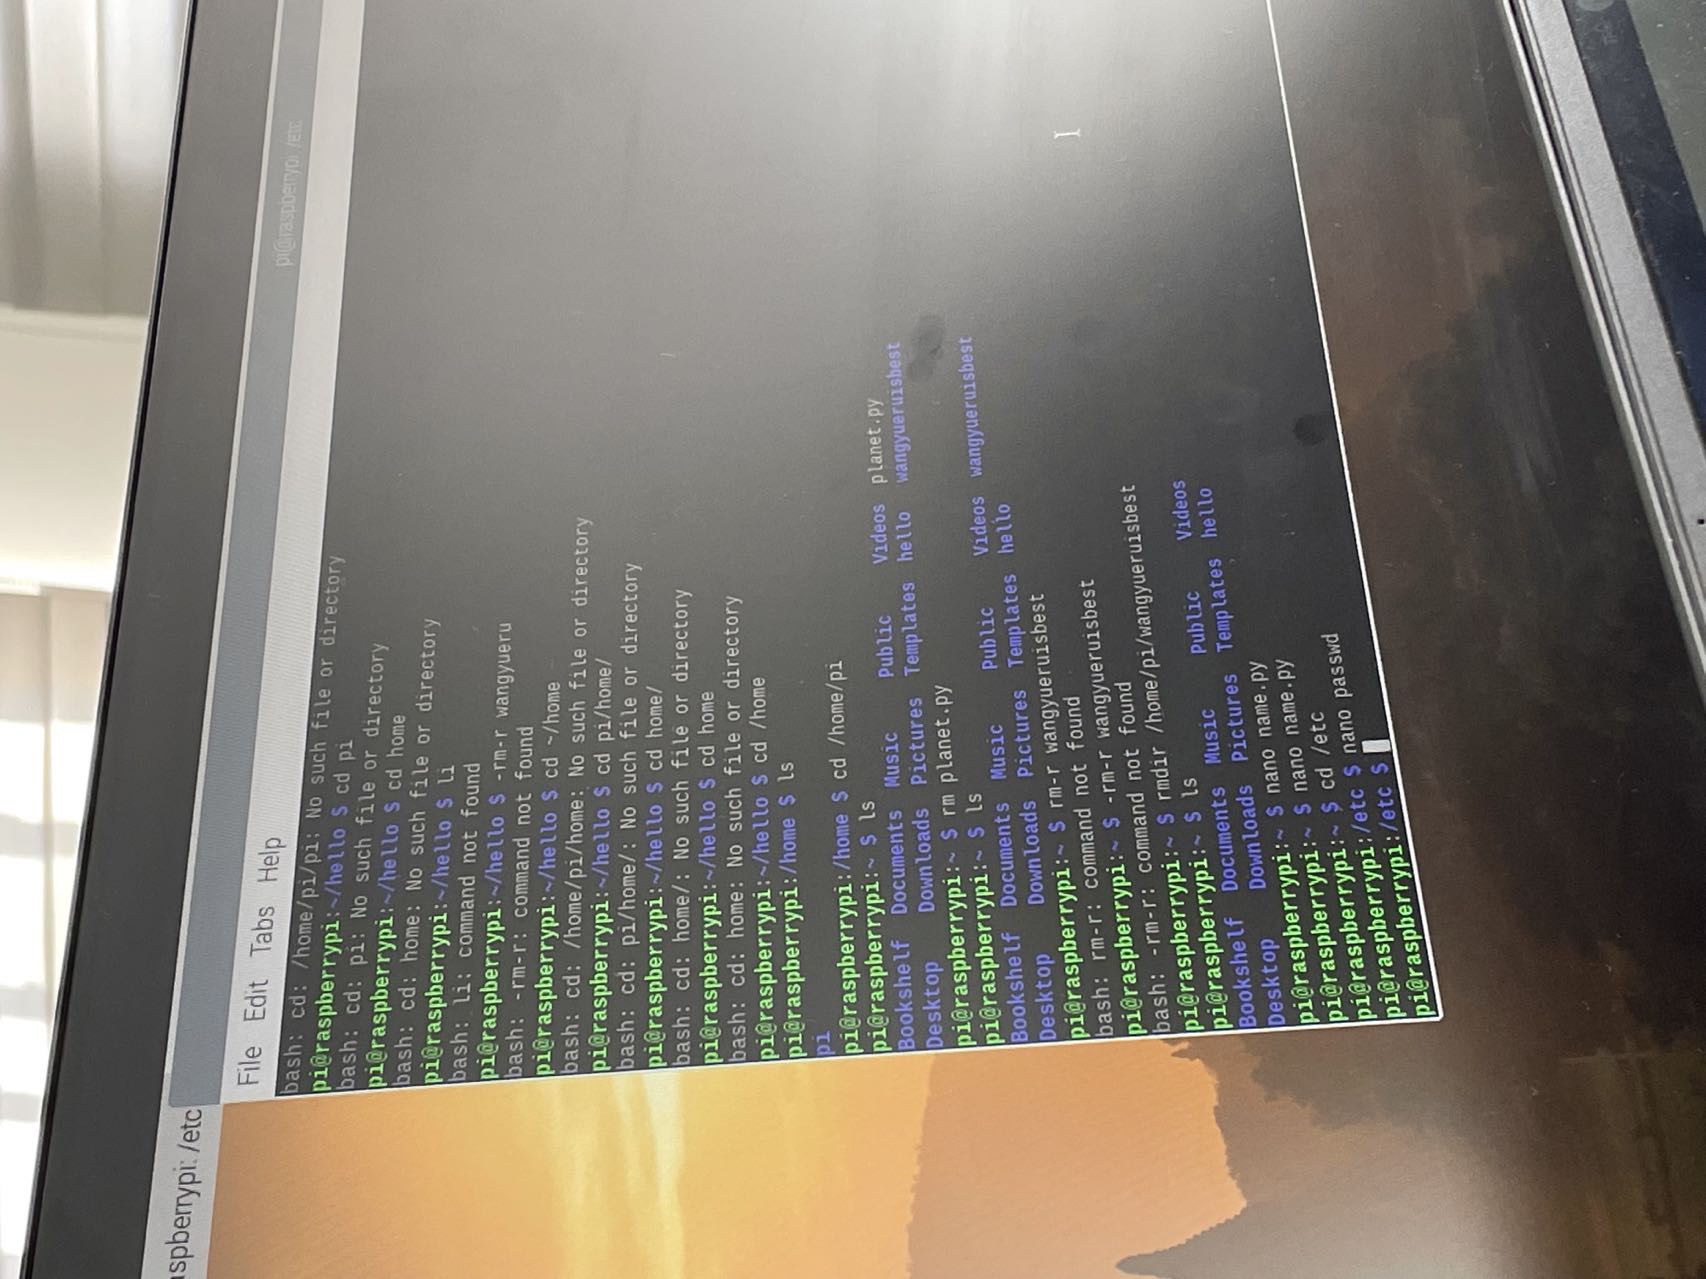 aspberrypi: /etc
pi@raspberrypi: /etc
File Edit Tabs Help
bash: cd: /home/pi/pi: No such file or directory
pi@raspberrypi:~/hello $ cd pi
bash: cd: pi: No such file or directory
pi@raspberrypi:~/hello $ cd home
bash: cd: home: No such file or directory
pi@raspberrypi:~/hello $ li
bash: li: command not found
pi@raspberrypi:~/hello $ -rm-r wangyueru
bash: -rm-r: command not found
pi@raspberrypi:~/hello $ cd ~/home
bash: cd: /home/pi/home: No such file or directory
pi@raspberrypi:~/hello $ cd pi/home/
bash: cd: pi/home/: No such file or directory
pi@raspberrypi:~/hello $ cd home/
bash: cd: home/: No such file or directory
pi@raspberrypi:~/hello $ cd home
bash: cd: home: No such file or directory
pi@raspberrypi:~/hello $ cd /home
pi@raspberrypi:/home $ ls
pi
pi@raspberrypi:/home $ cd /home/pi
pi@raspberrypi:~ $ ls
Bookshelf Documents Music Public Videos planet.py
Desktop Downloads Pictures Templates hello wangyueruisbest
pi@raspberrypi:~ $ rm planet.py
pi@raspberrypi:~ $ ls
Bookshelf Documents Music Public Videos wangyueruisbest
Desktop Downloads Pictures Templates hello
pi@raspberrypi:~ $ rm-r wangyueruisbest
bash: rm-r: command not found
pi@raspberrypi:~ $ -rm-r wangyueruisbest
bash: -rm-r: command not found
pi@raspberrypi:~ $ rmdir /home/pi/wangyueruisbest
pi@raspberrypi:~ $ ls
Bookshelf Documents Music Public Videos
Desktop Downloads Pictures Templates hello
pi@raspberrypi:~ $ nano name.py
pi@raspberrypi:~ $ nano name.py
pi@raspberrypi:~ $ cd /etc
pi@raspberrypi:/etc $ nano passwd
pi@raspberrypi:/etc $